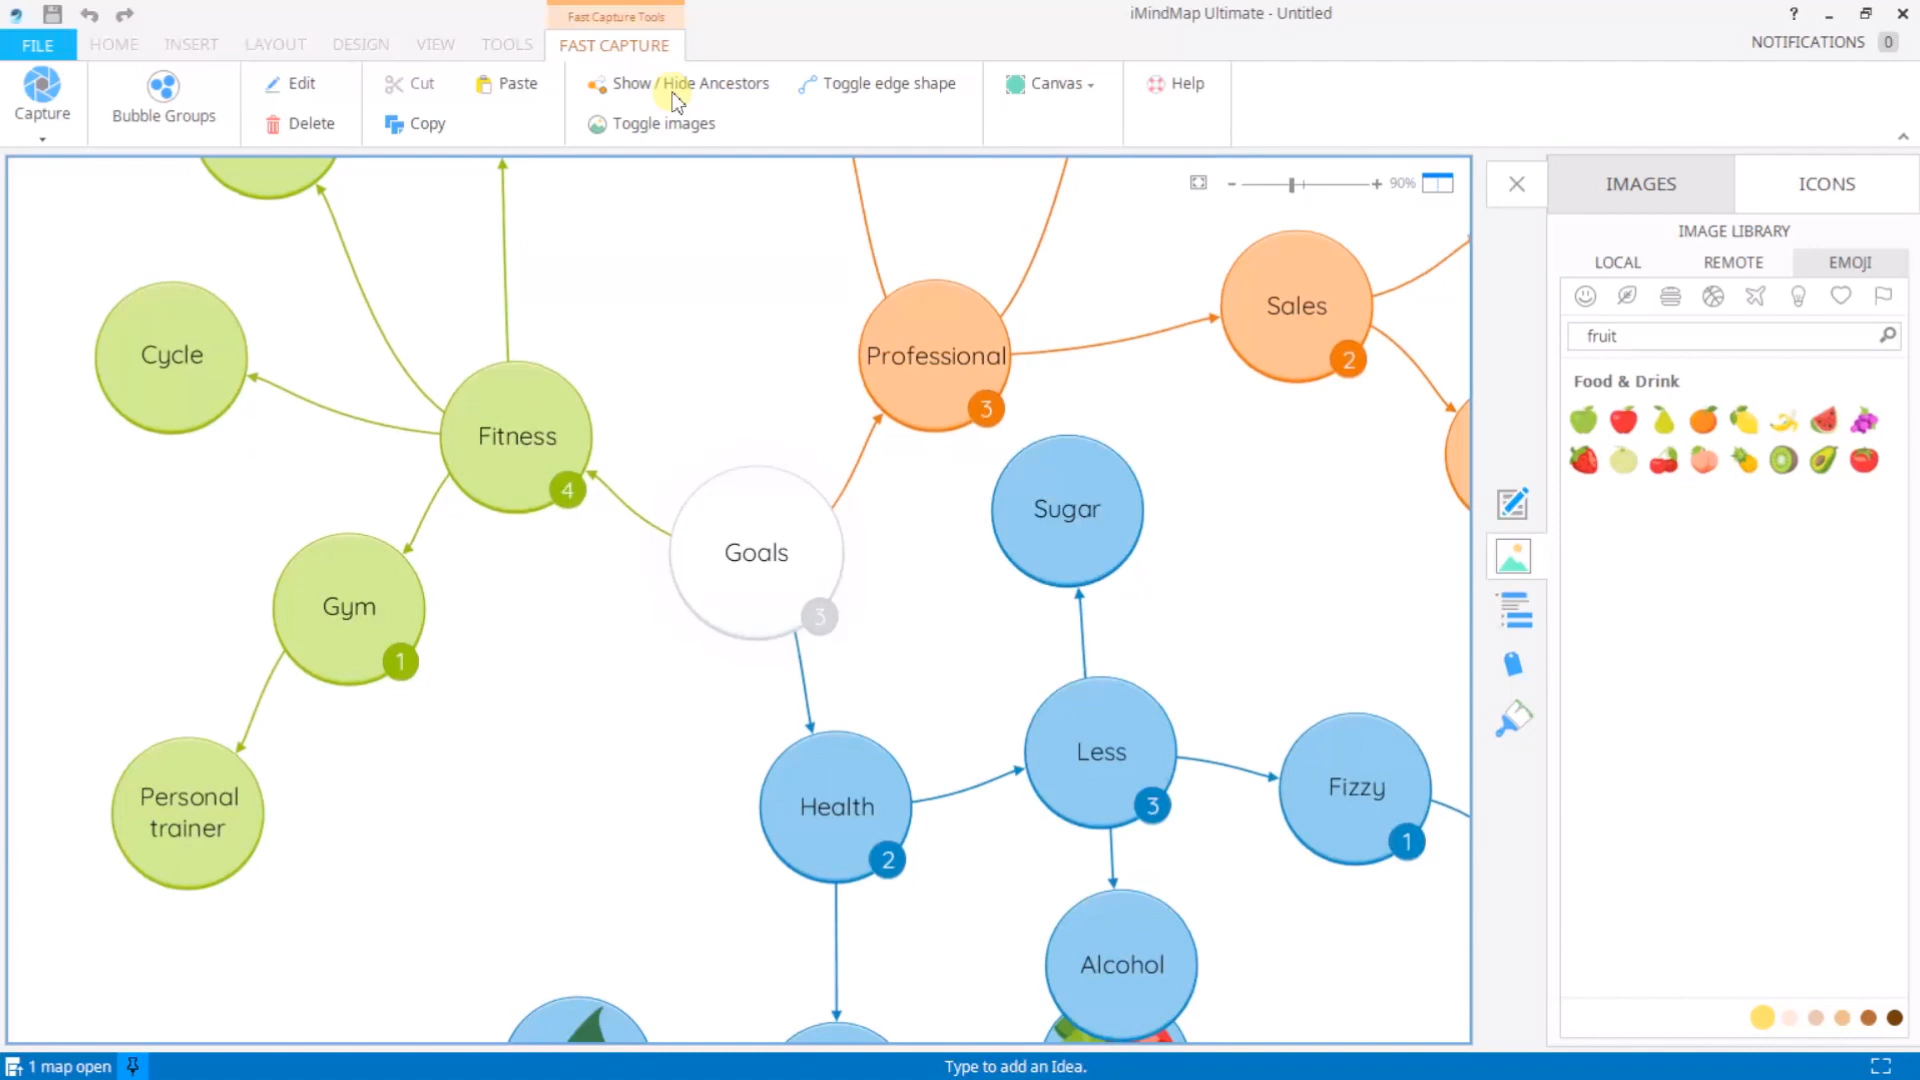 Fast Capture Tools
iMindMap Ultimate - Untitled
?
FILE
HOME
INSERT
LAYOUT
DESIGN
VIEW
TOOLS
FAST CAPTURE
NOTIFICATIONS 0
Capture
Bubble Groups
Edit
Delete
Cut
Copy
Paste
Show / Hide Ancestors
Toggle images
Toggle edge shape
Canvas
Help
90%
IMAGES
ICONS
IMAGE LIBRARY
LOCAL
REMOTE
EMOJI
fruit
Food & Drink
Cycle
Fitness
4
Professional
3
Sales
2
Goals
3
Sugar
Gym
1
Personal
trainer
Health
2
Less
3
Fizzy
1
Alcohol
1 map open
Type to add an Idea.